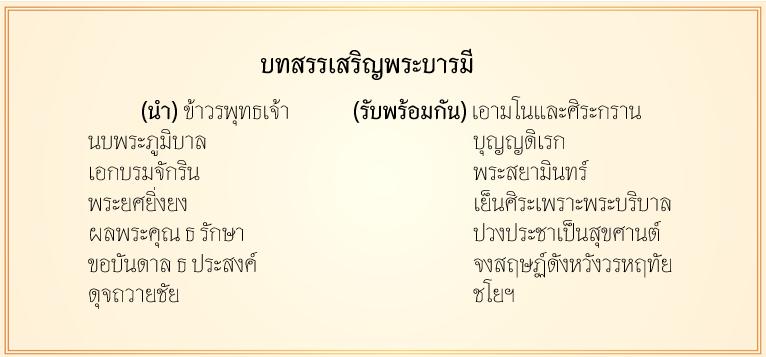 บทสรรเสริญพระบารมี
(นำ) ข้าวรพุทธเจ้า (รับพร้อมกัน) เอามโนและศิระกราน
นบพระภูมิบาล บุญญดิเรก
เอกบรมจักริน พระสยามินทร์
พระยศยิ่งยง เย็นศิระเพราะพระบริบาล
ผลพระคุณ ธ รักษา ปวงประชาเป็นสุขศานต์
ขอบันดาล ธ ประสงค์ จงสฤษฏ์ดังหวังวรหฤทัย
ดุจถวายชัย ชโยฯ